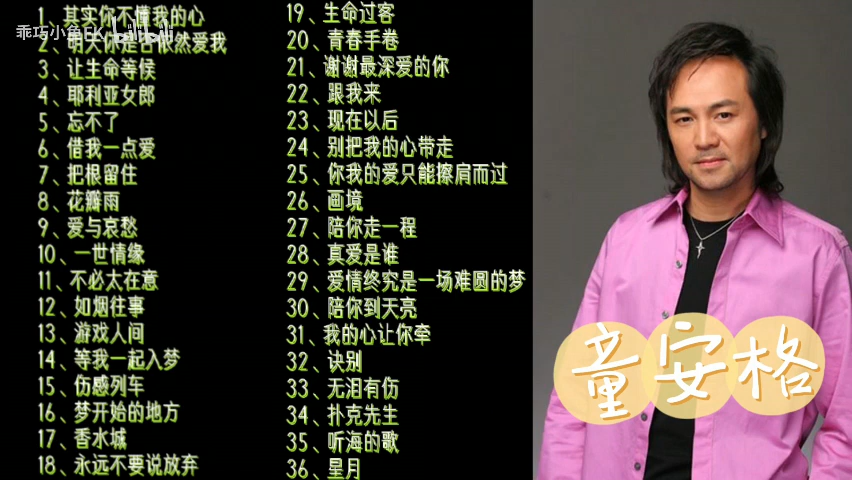 乖巧小鱼EK bilibili
1、其实你不懂我的心
2、明天你是否依然爱我
3、让生命等侯
4、耶利亚女郎
5、忘不了
6、借我一点爱
7、把根留住
8、花瓣雨
9、爱与哀愁
10、一世情缘
11、不必太在意
12、如烟往事
13、游戏人间
14、等我一起入梦
15、伤感列车
16、梦开始的地方
17、香水城
18、永远不要说放弃
19、生命过客
20、青春手卷
21、谢谢最深爱的你
22、跟我来
23、现在以后
24、别把我的心带走
25、你我的爱只能擦肩而过
26、画境
27、陪你走一程
28、真爱是谁
29、爱情终究是一场难圆的梦
30、陪你到天亮
31、我的心让你牵
32、诀别
33、无泪有伤
34、扑克先生
35、听海的歌
36、星月
童安格